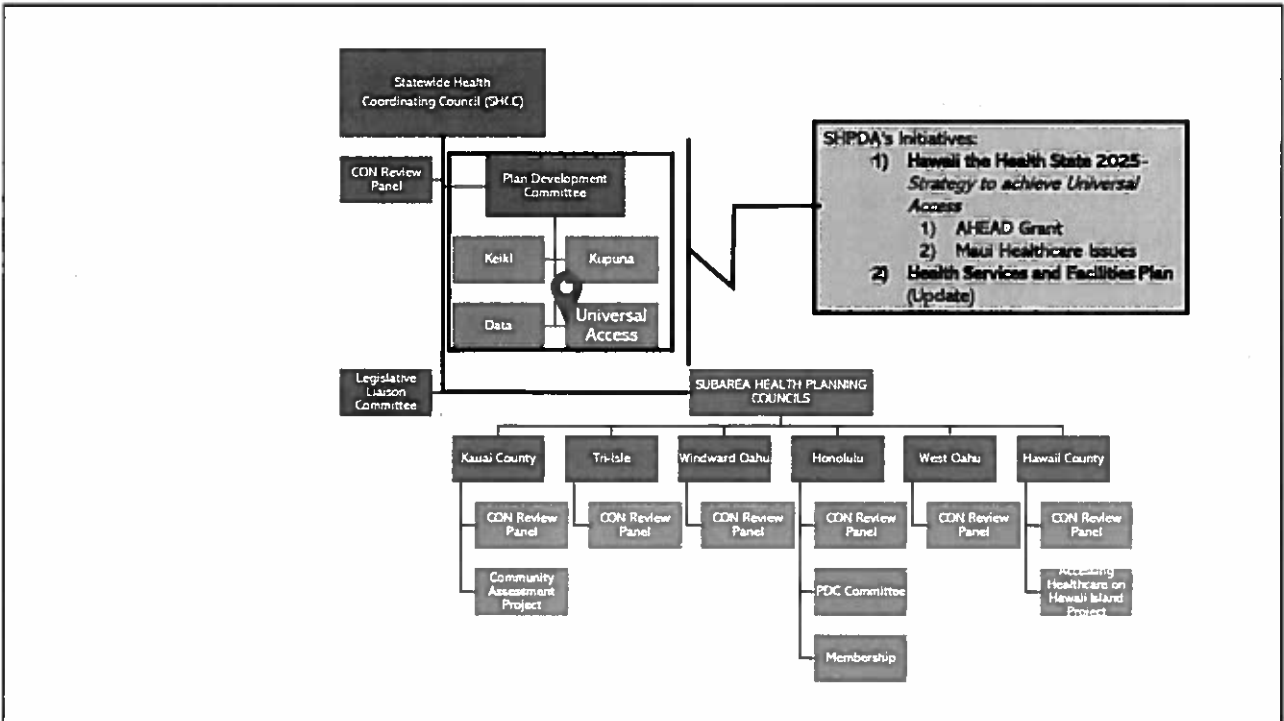 Statewide Health
Coordinating Council (SHCC)
CON Review
Panel
Plan Development
Committee
Keiki
Kupuna
Data
Universal
Access
SHPDA's Initiatives:
1) Hawaii the Health State 2025-
Strategy to achieve Universal
Access
1) AHEAD Grant
2) Maui Healthcare Issues
2) Health Services and Facilities Plan
(Update)
Legislative
Liaison
Committee
SUBAREA HEALTH PLANNING
COUNCILS
Kauai County
Tri-Isle
Windward Oahu
Honolulu
West Oahu
Hawaii County
CON Review
Panel
CON Review
Panel
CON Review
Panel
CON Review
Panel
CON Review
Panel
CON Review
Panel
Community
Assessment
Project
PDC Committee
Accessing
Healthcare on
Hawaii Island
Project
Membership